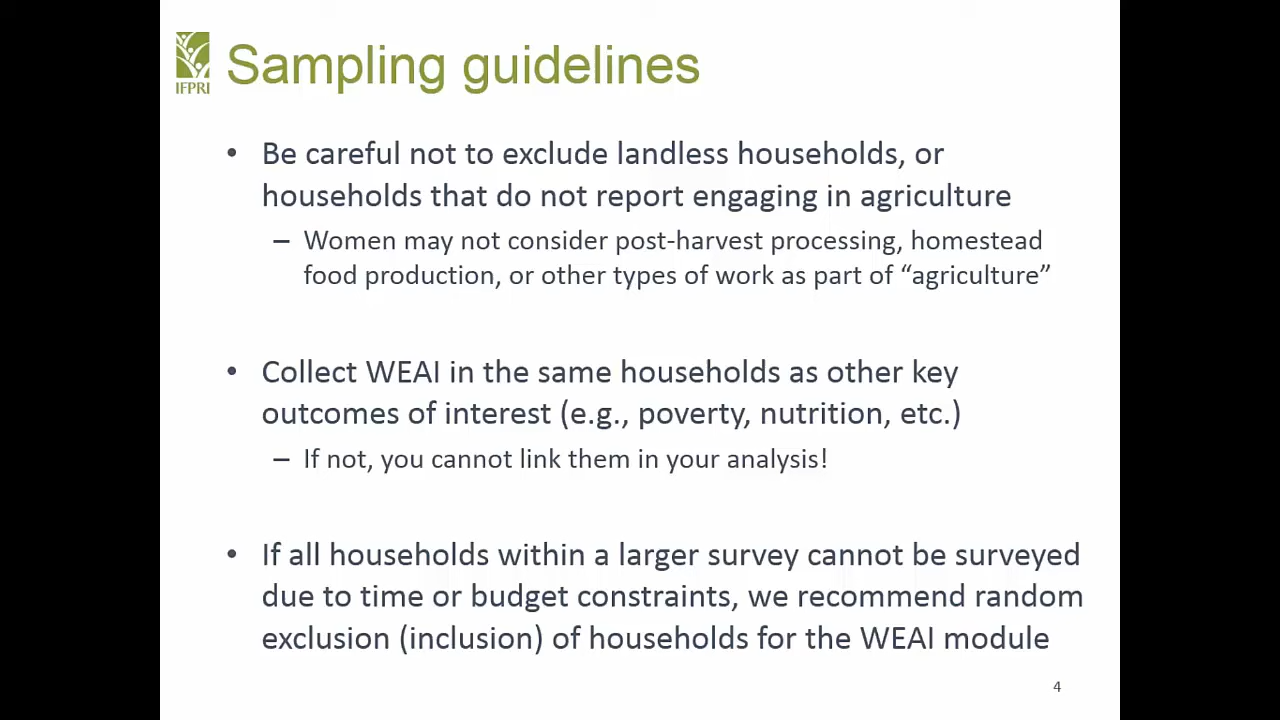 IFPRI
Sampling guidelines
• Be careful not to exclude landless households, or
households that do not report engaging in agriculture
– Women may not consider post-harvest processing, homestead
food production, or other types of work as part of “agriculture”
• Collect WEAI in the same households as other key
outcomes of interest (e.g., poverty, nutrition, etc.)
– If not, you cannot link them in your analysis!
• If all households within a larger survey cannot be surveyed
due to time or budget constraints, we recommend random
exclusion (inclusion) of households for the WEAI module
4